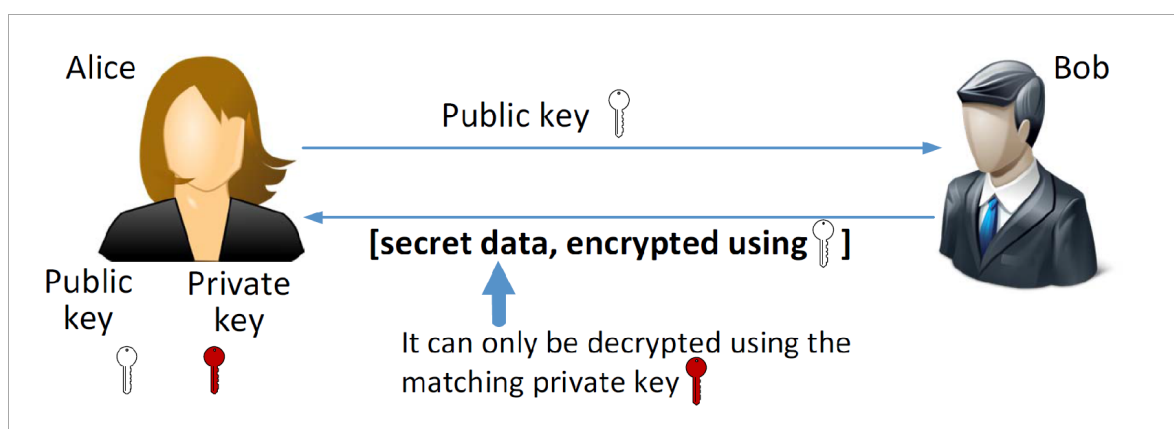 Alice
Bob
Public key
[secret data, encrypted using ]
Public
key
Private
key
It can only be decrypted using the
matching private key